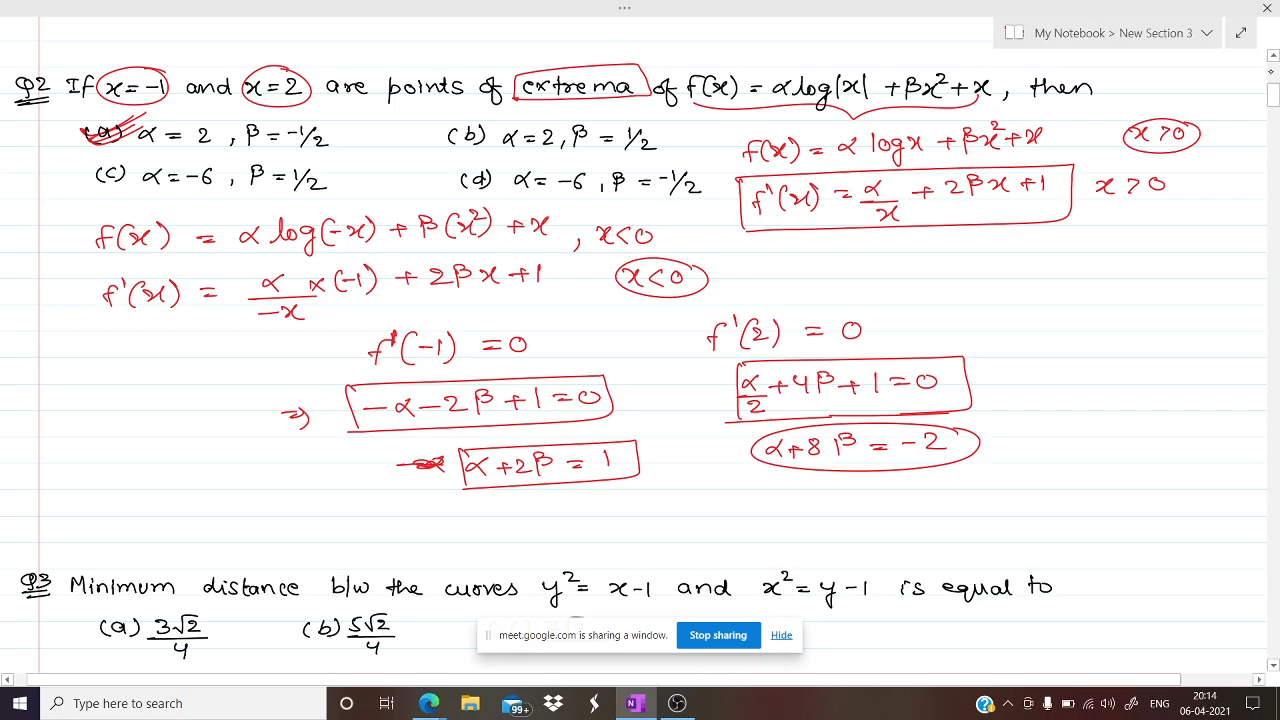 My Notebook > New Section 3
Q2 If x=-1 and x=2 are points of extrema of f(x) = α log|x| + βx² + x , then
(a) α = 2 , β = -1/2 (b) α = 2, β = 1/2
(c) α = -6 , β = 1/2 (d) α = -6 , β = -1/2
f(x) = α logx + βx² + x x > 0
f'(x) = α/x + 2βx + 1 x > 0
f(x) = α log(-x) + β(x²) + x , x<0
f'(x) = α/-x × (-1) + 2βx + 1 x<0
f'(-1) = 0 f'(2) = 0
⇒ -α - 2β + 1 = 0 α/2 + 4β + 1 = 0
α + 2β = 1 α + 8β = -2
Q3 Minimum distance b/w the curves y² = x-1 and x² = y-1 is equal to
(a) 3√2/4 (b) 5√2/4
meet.google.com is sharing a window. Stop sharing Hide
Type here to search
99+
ENG
20:14
06-04-2021